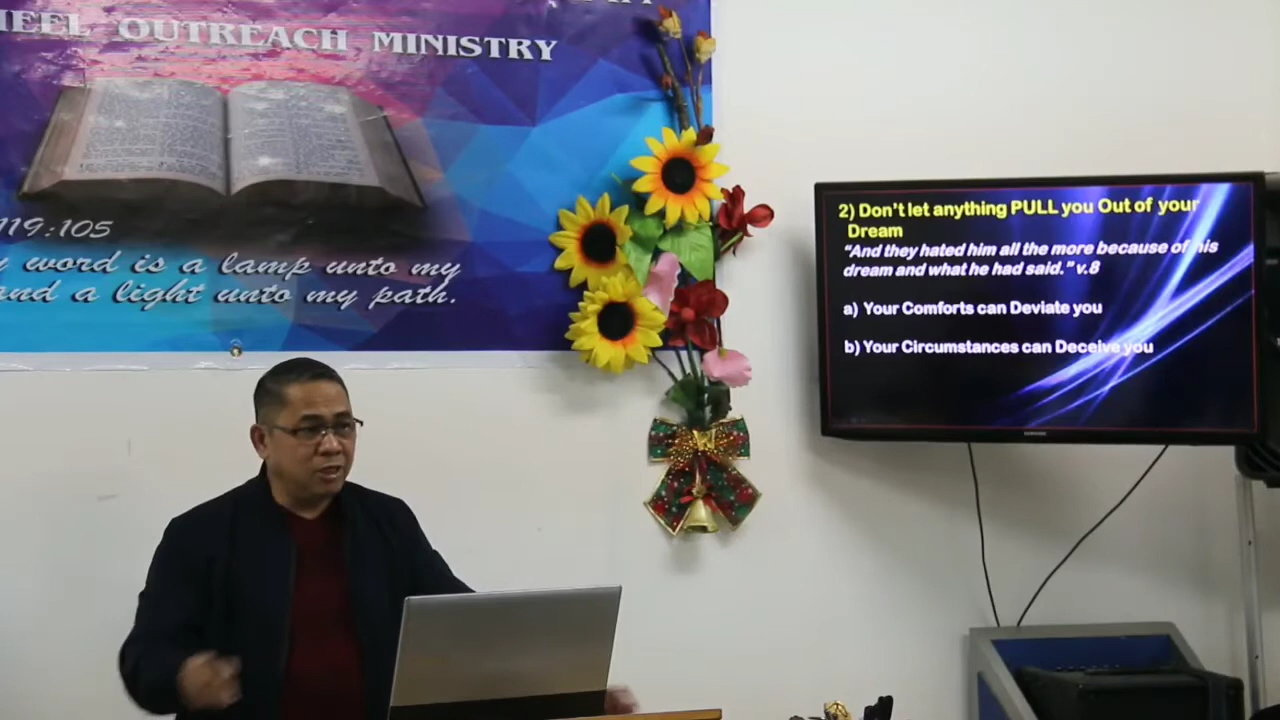 OUTREACH MINISTRY
119:105
word is a lamp unto my
and a light unto my path.
2) Don't let anything PULL you Out of your
Dream
"And they hated him all the more because of his
dream and what he had said." v.8
a) Your Comforts can Deviate you
b) Your Circumstances can Deceive you